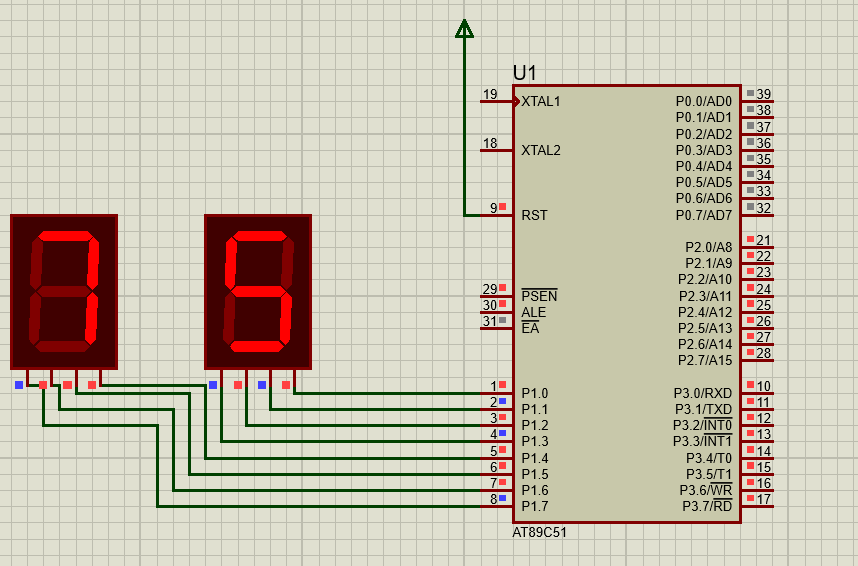 U1
19 XTAL1 P0.0/AD0 39
P0.1/AD1 38
P0.2/AD2 37
18 XTAL2 P0.3/AD3 36
P0.4/AD4 35
P0.5/AD5 34
P0.6/AD6 33
9 RST P0.7/AD7 32
P2.0/A8 21
P2.1/A9 22
P2.2/A10 23
29 PSEN P2.3/A11 24
30 ALE P2.4/A12 25
31 EA P2.5/A13 26
P2.6/A14 27
P2.7/A15 28
7 5
1 P1.0 P3.0/RXD 10
2 P1.1 P3.1/TXD 11
3 P1.2 P3.2/INT0 12
4 P1.3 P3.3/INT1 13
5 P1.4 P3.4/T0 14
6 P1.5 P3.5/T1 15
7 P1.6 P3.6/WR 16
8 P1.7 P3.7/RD 17
AT89C51